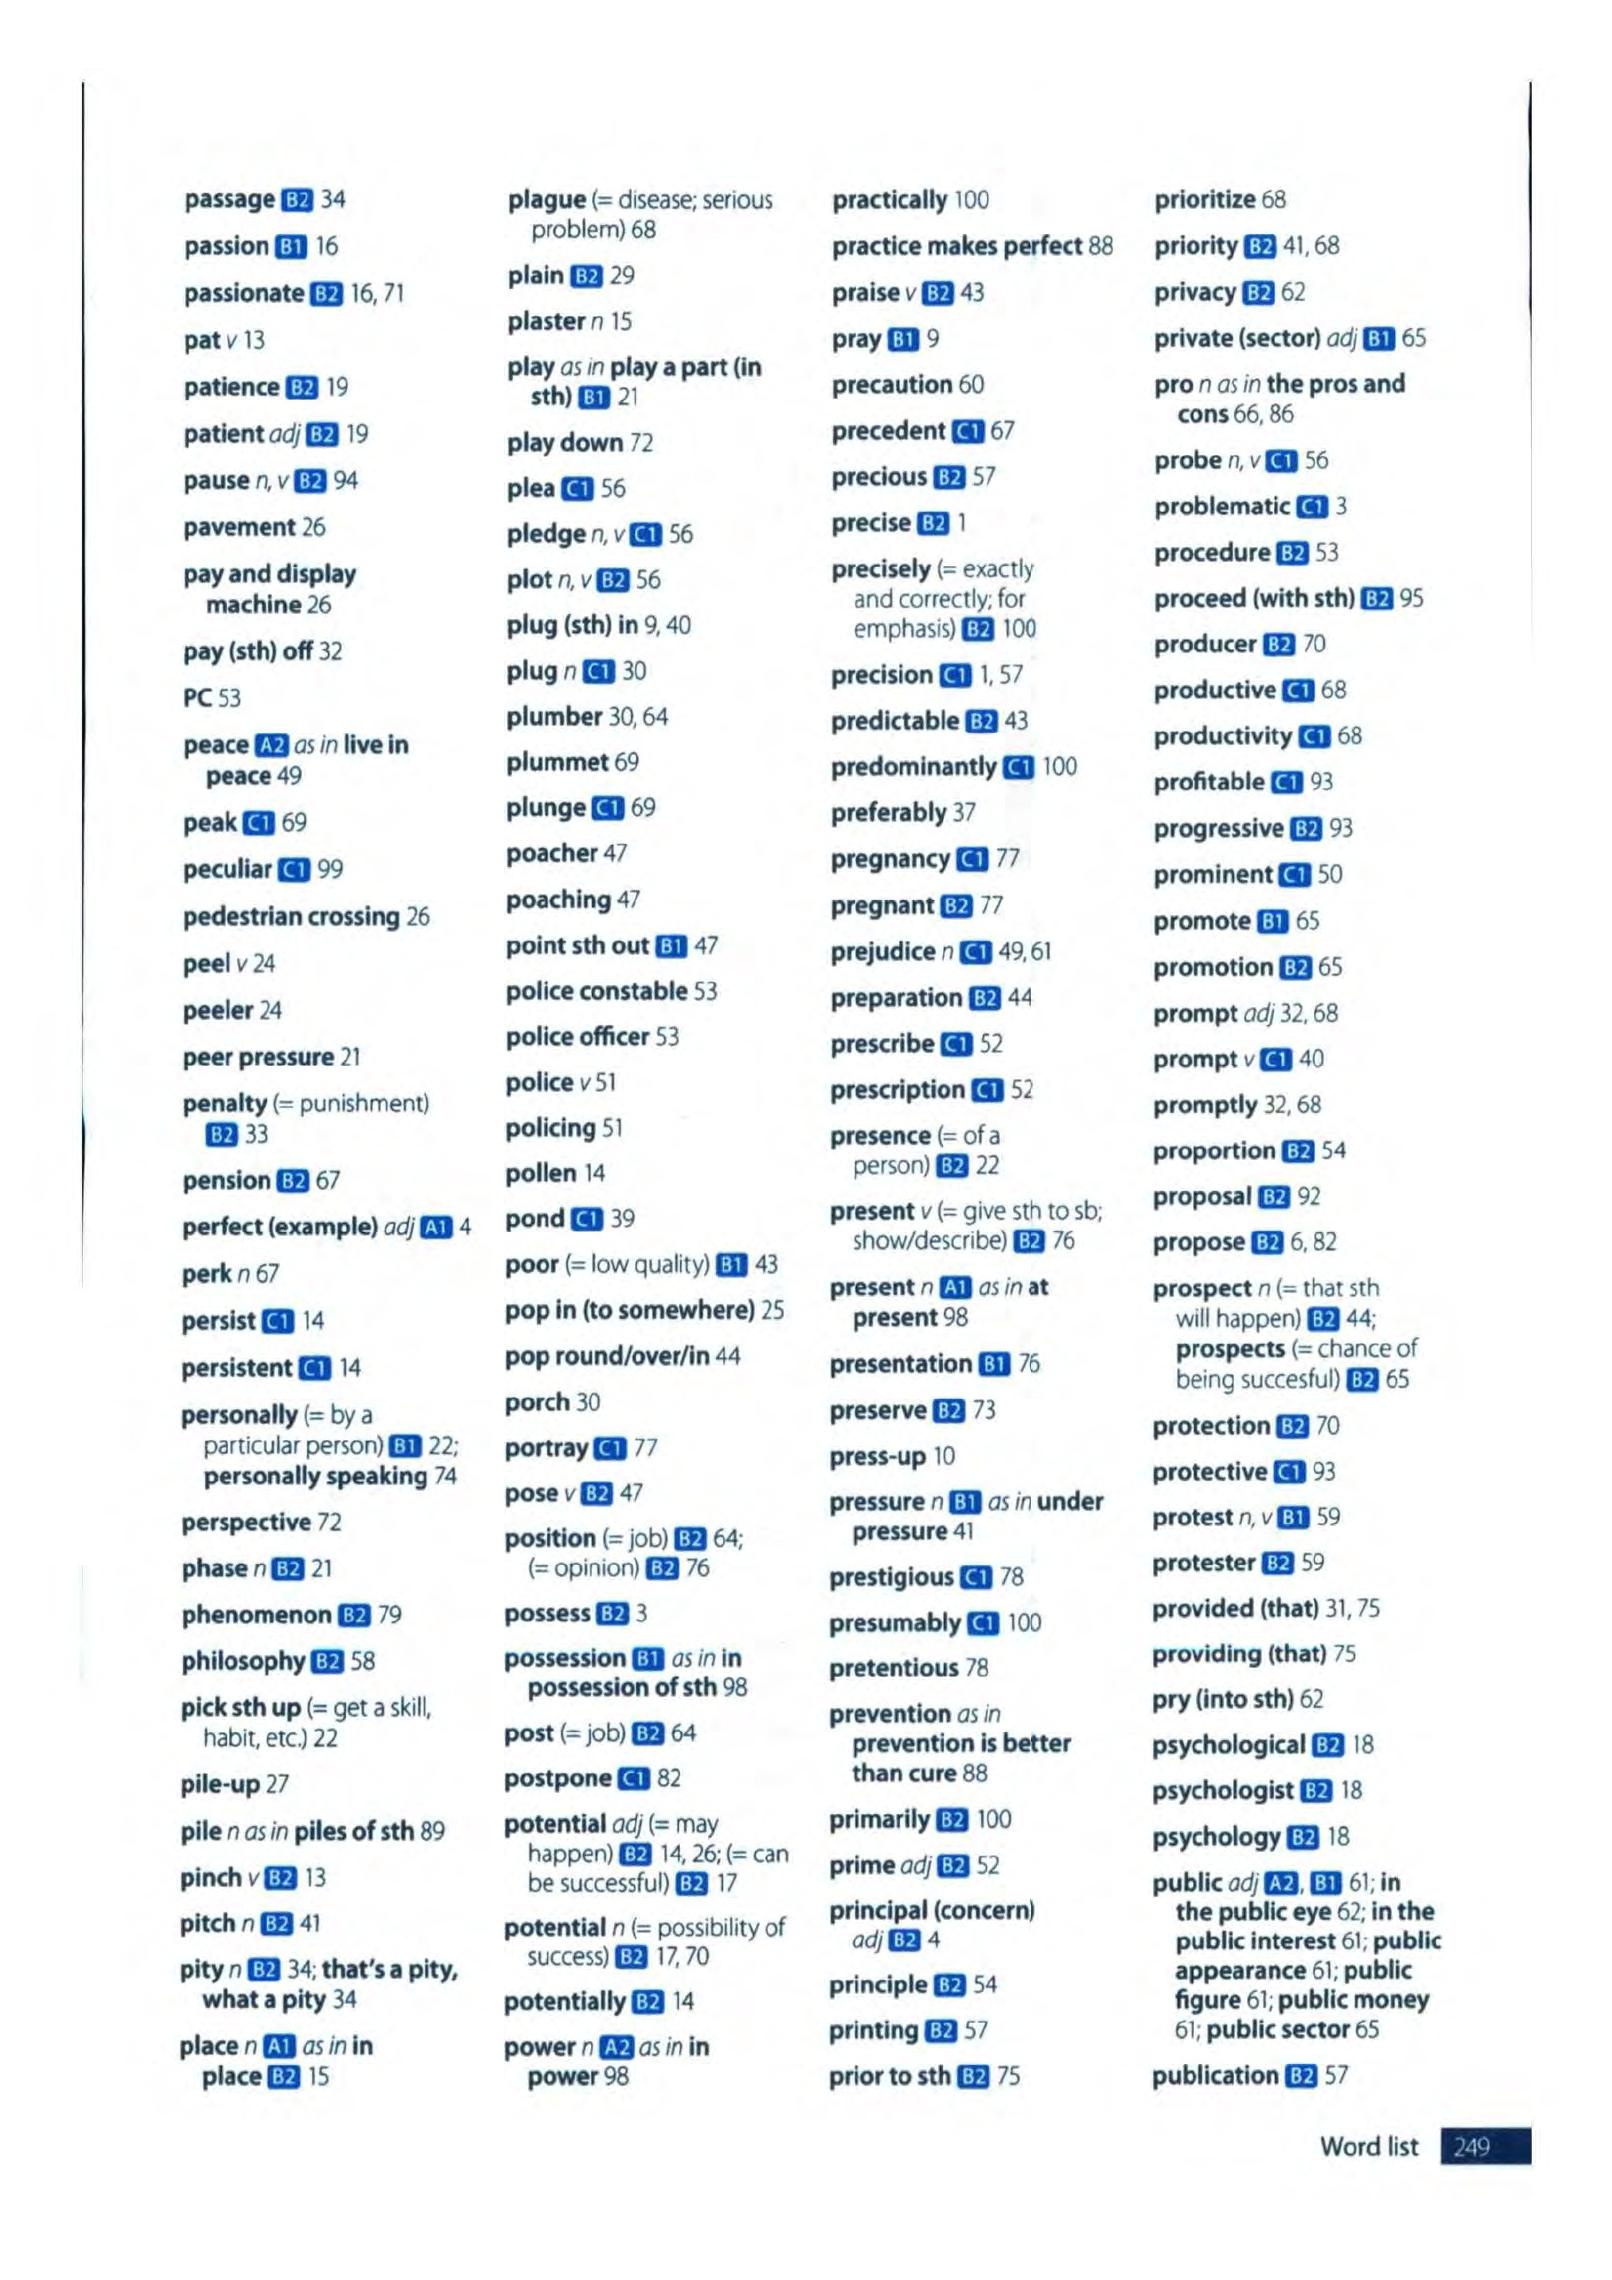 passage B2 34
passion B1 16
passionate B2 16, 71
pat v 13
patience B2 19
patient adj B2 19
pause n, v B2 94
pavement 26
pay and display
machine 26
pay (sth) off 32
PC 53
peace A2 as in live in
peace 49
peak C1 69
peculiar C1 99
pedestrian crossing 26
peel v 24
peeler 24
peer pressure 21
penalty (= punishment)
B2 33
pension B2 67
perfect (example) adj A1 4
perk n 67
persist C1 14
persistent C1 14
personally (= by a
particular person) B1 22;
personally speaking 74
perspective 72
phase n B2 21
phenomenon B2 79
philosophy B2 58
pick sth up (= get a skill,
habit, etc.) 22
pile-up 27
pile n as in piles of sth 89
pinch v B2 13
pitch n B2 41
pity n B2 34; that's a pity,
what a pity 34
place n A1 as in in
place B2 15
plague (= disease; serious
problem) 68
plain B2 29
plaster n 15
play as in play a part (in
sth) B1 21
play down 72
plea C1 56
pledge n, v C1 56
plot n, v B2 56
plug (sth) in 9, 40
plug n C1 30
plumber 30, 64
plummet 69
plunge C1 69
poacher 47
poaching 47
point sth out B1 47
police constable 53
police officer 53
police v 51
policing 51
pollen 14
pond C1 39
poor (= low quality) B1 43
pop in (to somewhere) 25
pop round/over/in 44
porch 30
portray C1 77
pose v B2 47
position (= job) B2 64;
(= opinion) B2 76
possess B2 3
possession B1 as in in
possession of sth 98
post (= job) B2 64
postpone C1 82
potential adj (= may
happen) B2 14, 26; (= can
be successful) B2 17
potential n (= possibility of
success) B2 17, 70
potentially B2 14
power n A2 as in in
power 98
practically 100
practice makes perfect 88
praise v B2 43
pray B1 9
precaution 60
precedent C1 67
precious B2 57
precise B2 1
precisely (= exactly
and correctly; for
emphasis) B2 100
precision C1 1, 57
predictable B2 43
predominantly C1 100
preferably 37
pregnancy C1 77
pregnant B2 77
prejudice n C1 49, 61
preparation B2 44
prescribe C1 52
prescription C1 52
presence (= of a
person) B2 22
present v (= give sth to sb;
show/describe) B2 76
present n A1 as in at
present 98
presentation B1 76
preserve B2 73
press-up 10
pressure n B1 as in under
pressure 41
prestigious C1 78
presumably C1 100
pretentious 78
prevention as in
prevention is better
than cure 88
primarily B2 100
prime adj B2 52
principal (concern)
adj B2 4
principle B2 54
printing B2 57
prior to sth B2 75
prioritize 68
priority B2 41, 68
privacy B2 62
private (sector) adj B1 65
pro n as in the pros and
cons 66, 86
probe n, v C1 56
problematic C1 3
procedure B2 53
proceed (with sth) B2 95
producer B2 70
productive C1 68
productivity C1 68
profitable C1 93
progressive B2 93
prominent C1 50
promote B1 65
promotion B2 65
prompt adj 32, 68
prompt v C1 40
promptly 32, 68
proportion B2 54
proposal B2 92
propose B2 6, 82
prospect n (= that sth
will happen) B2 44;
prospects (= chance of
being succesful) B2 65
protection B2 70
protective C1 93
protest n, v B1 59
protester B2 59
provided (that) 31, 75
providing (that) 75
pry (into sth) 62
psychological B2 18
psychologist B2 18
psychology B2 18
public adj A2, B1 61; in
the public eye 62; in the
public interest 61; public
appearance 61; public
figure 61; public money
61; public sector 65
publication B2 57
Word list 249